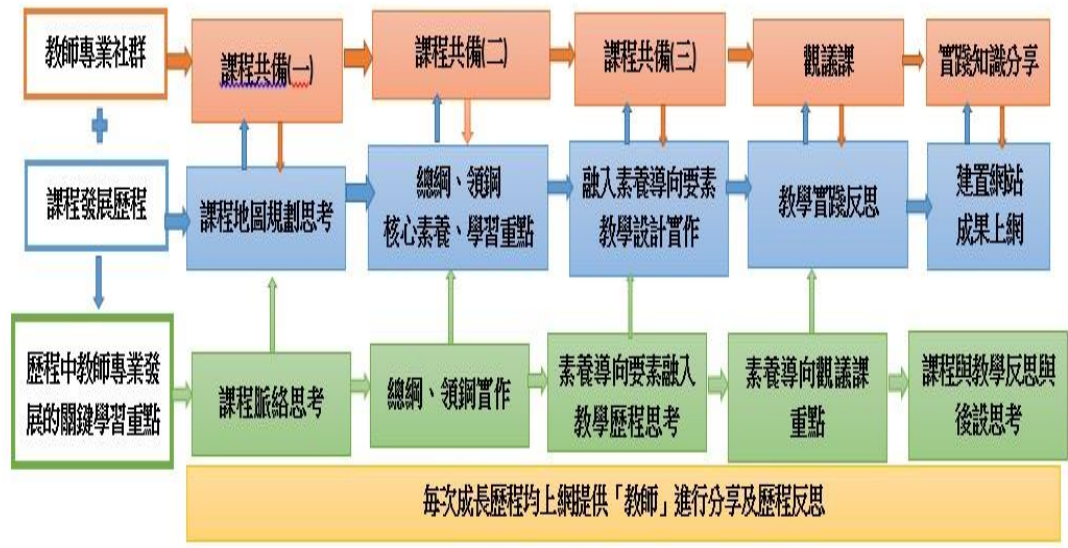 教師專業社群
課程共備(一)
課程共備(二)
課程共備(三)
觀議課
實踐知識分享
課程發展歷程
課程地圖規劃思考
總綱、領鋼
核心素養、學習重點
融入素養導向要素
教學設計實作
教學實踐反思
建置網站
成果上網
歷程中教師專業發
展的關鍵學習重點
課程脈絡思考
總綱、領鋼實作
素養導向要素融入
教學歷程思考
素養導向觀議課
重點
課程與教學反思與
後設思考
每次成長歷程均上網提供「教師」進行分享及歷程反思